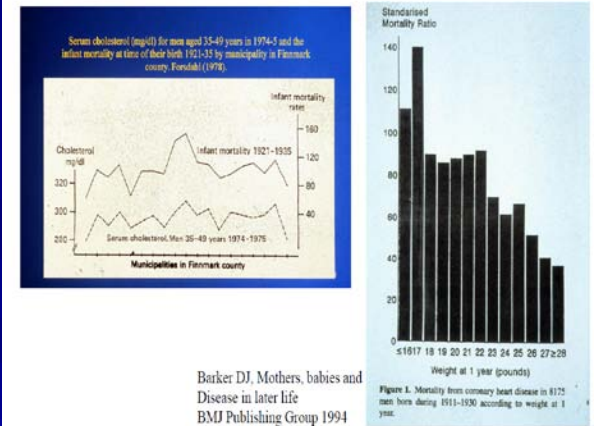 Serum cholesterol (mg/dl) for men aged 35-49 years in 1974-5 and the
infant mortality at time of their birth 1921-35 by municipality in Finnmark
county. Forsdahl (1978).
Infant mortality
rates
160
Cholesterol
mg/dl
Infant mortality 1921-1935
120
320
80
300
40
280
Serum cholesterol. Men 35-49 years 1974-1975
Municipalities in Finnmark county
Standardised
Mortality Ratio
140
120
100
80
60
40
20
0
≤16 17 18 19 20 21 22 23 24 25 26 27 ≥28
Weight at 1 year (pounds)
Figure 1. Mortality from coronary heart disease in 8175
men born during 1911-1930 according to weight at 1
year.
Barker DJ, Mothers, babies and
Disease in later life
BMJ Publishing Group 1994